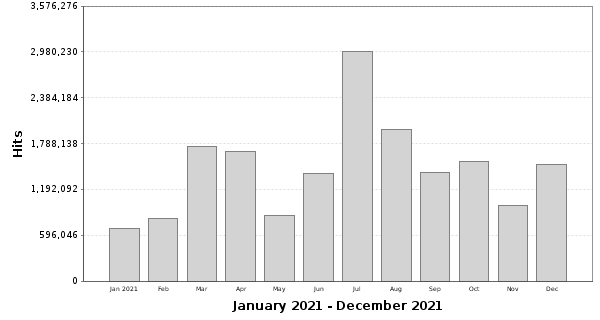 3,576,276
2,980,230
2,384,184
1,788,138
1,192,092
596,046
0
Hits
Jan 2021 Feb Mar Apr May Jun Jul Aug Sep Oct Nov Dec
January 2021 - December 2021